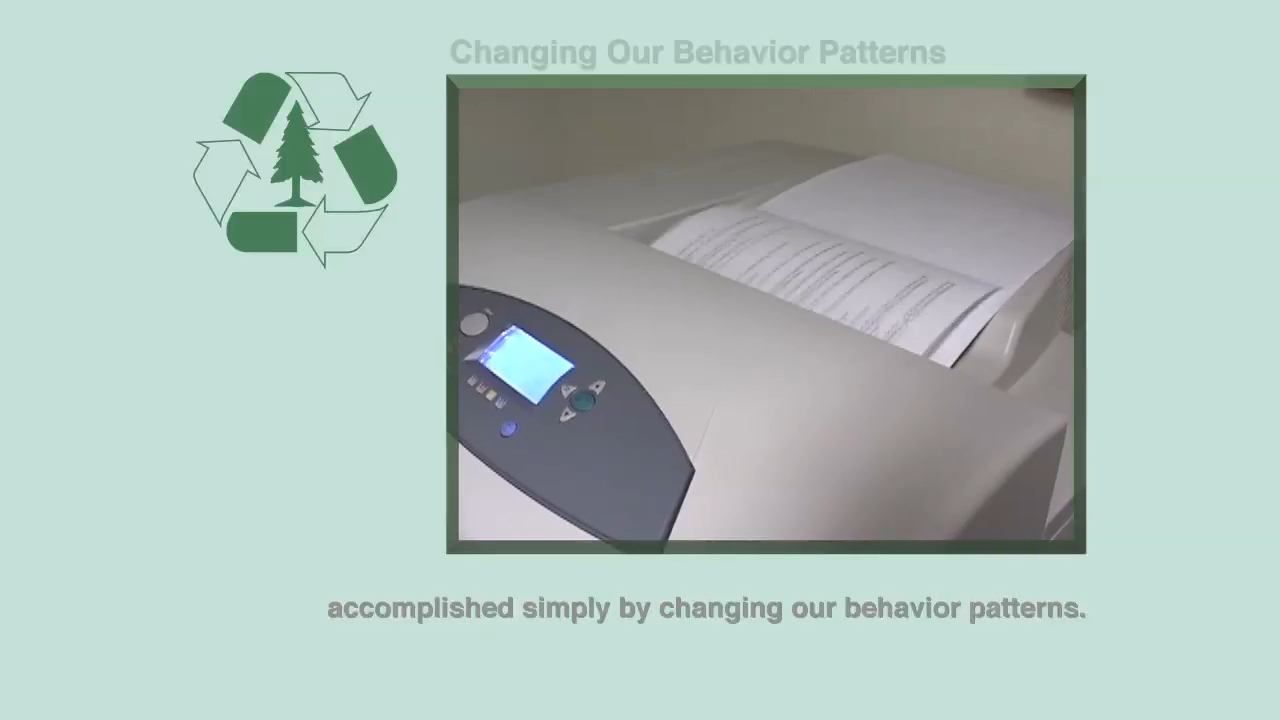 Changing Our Behavior Patterns
accomplished simply by changing our behavior patterns.